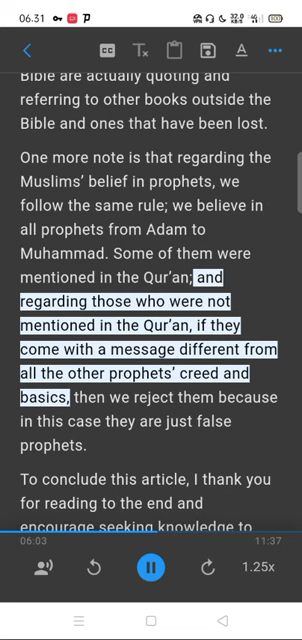 06.31
32.0
KB/S
CC
A
Bible are actually quoting and
referring to other books outside the
Bible and ones that have been lost.
One more note is that regarding the
Muslims' belief in prophets, we
follow the same rule; we believe in
all prophets from Adam to
Muhammad. Some of them were
mentioned in the Qur'an; and
regarding those who were not
mentioned in the Qur'an, if they
come with a message different from
all the other prophets' creed and
basics, then we reject them because
in this case they are just false
prophets.
To conclude this article, I thank you
for reading to the end and
encourage seeking knowledge to
06:03
11:37
1.25x